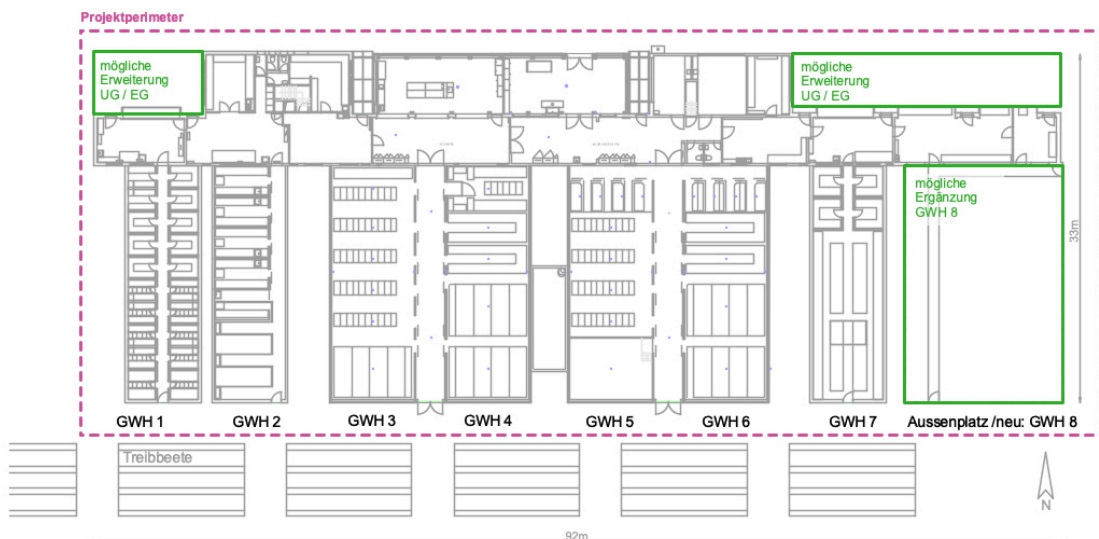 Projektperimeter
mögliche
Erweiterung
UG / EG
mögliche
Erweiterung
UG / EG
mögliche
Ergänzung
GWH 8
33m
GWH 1
GWH 2
GWH 3
GWH 4
GWH 5
GWH 6
GWH 7
Aussenplatz /neu: GWH 8
Treibbeete
N
92m